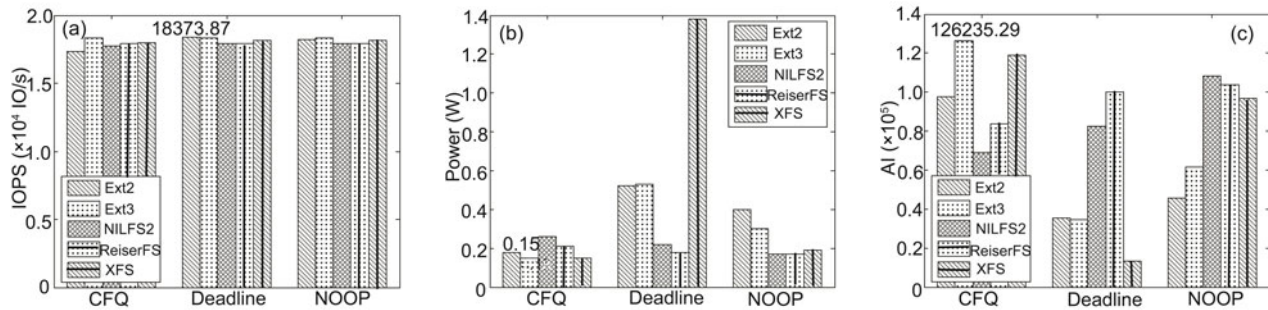 (a)
18373.87
IOPS (×10⁴ IO/s)
2.0
1.5
1.0
0.5
0
Ext2
Ext3
NILFS2
ReiserFS
XFS
CFQ
Deadline
NOOP
(b)
Power (W)
1.4
1.2
1.0
0.8
0.6
0.4
0.2
0
0.15
Ext2
Ext3
NILFS2
ReiserFS
XFS
CFQ
Deadline
NOOP
(c)
126235.29
AI (×10⁵)
1.4
1.2
1.0
0.8
0.6
0.4
0.2
0
Ext2
Ext3
NILFS2
ReiserFS
XFS
CFQ
Deadline
NOOP